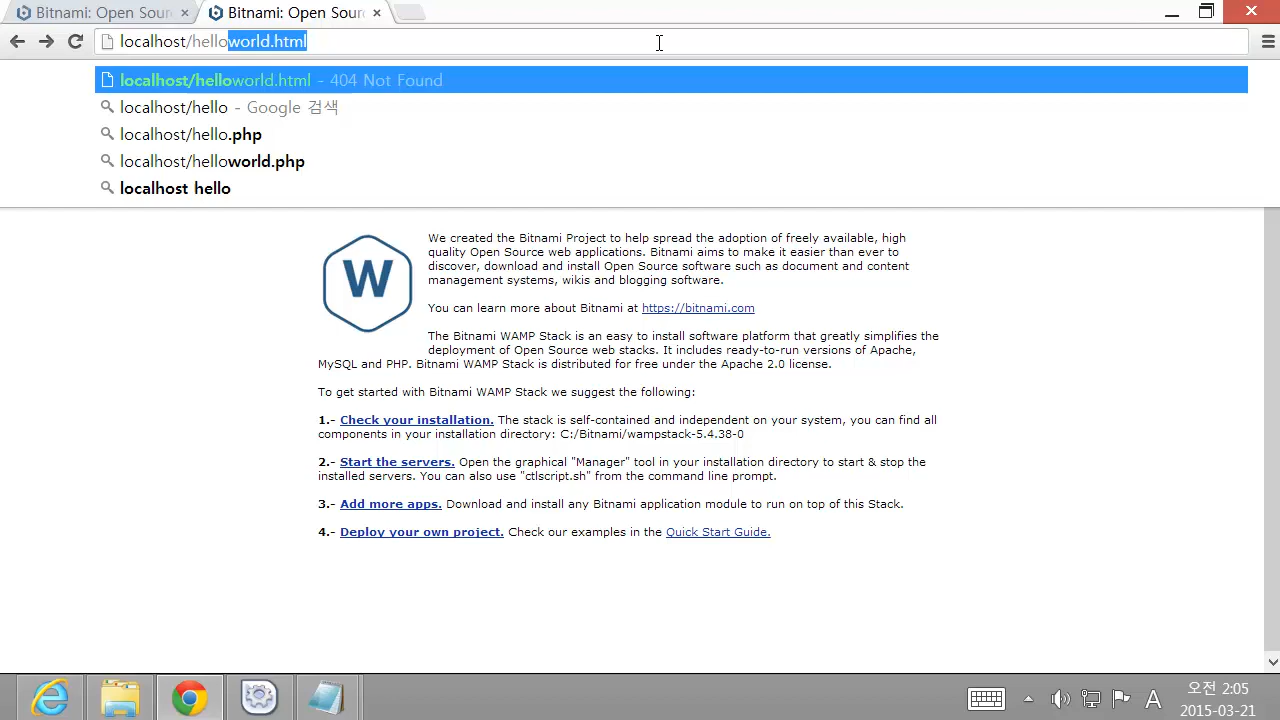 Bitnami: Open Sour
Bitnami: Open Sour
localhost/helloworld.html
localhost/helloworld.html - 404 Not Found
localhost/hello - Google 검색
localhost/hello.php
localhost/helloworld.php
localhost hello
W
We created the Bitnami Project to help spread the adoption of freely available, high
quality Open Source web applications. Bitnami aims to make it easier than ever to
discover, download and install Open Source software such as document and content
management systems, wikis and blogging software.
You can learn more about Bitnami at https://bitnami.com
The Bitnami WAMP Stack is an easy to install software platform that greatly simplifies the
deployment of Open Source web stacks. It includes ready-to-run versions of Apache,
MySQL and PHP. Bitnami WAMP Stack is distributed for free under the Apache 2.0 license.
To get started with Bitnami WAMP Stack we suggest the following:
1.- Check your installation. The stack is self-contained and independent on your system, you can find all
components in your installation directory: C:/Bitnami/wampstack-5.4.38-0
2.- Start the servers. Open the graphical "Manager" tool in your installation directory to start & stop the
installed servers. You can also use "ctlscript.sh" from the command line prompt.
3.- Add more apps. Download and install any Bitnami application module to run on top of this Stack.
4.- Deploy your own project. Check our examples in the Quick Start Guide.
A
오전 2:05
2015-03-21